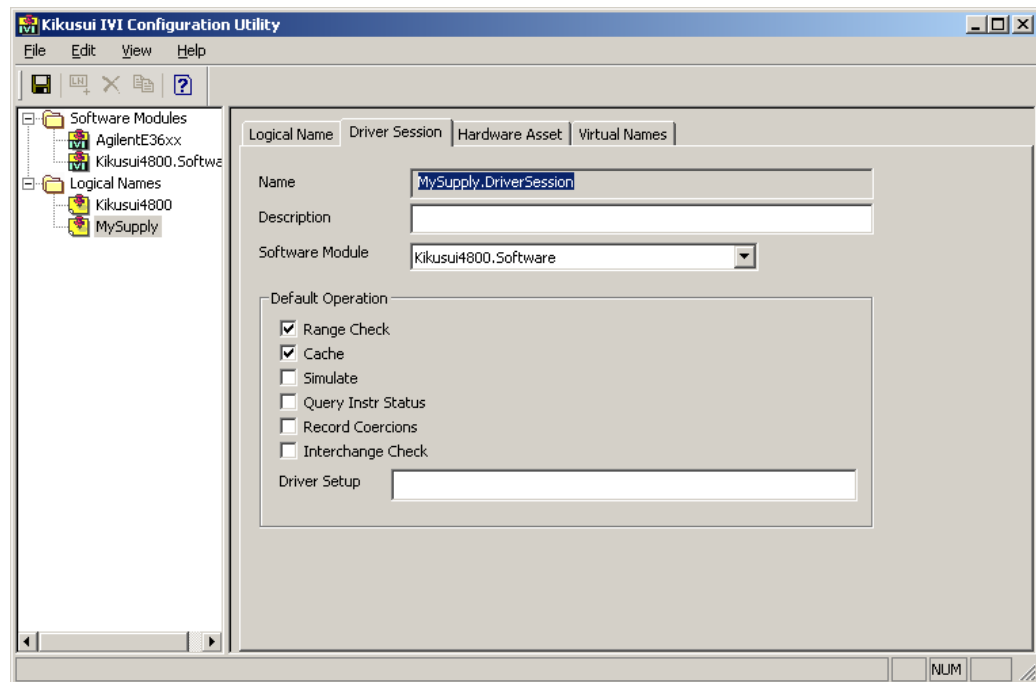 Kikusui IVI Configuration Utility
File Edit View Help
Software Modules
AgilentE36xx
Kikusui4800.Softwa
Logical Names
Kikusui4800
MySupply
Logical Name Driver Session Hardware Asset Virtual Names
Name MySupply.DriverSession
Description
Software Module Kikusui4800.Software
Default Operation
Range Check
Cache
Simulate
Query Instr Status
Record Coercions
Interchange Check
Driver Setup
NUM